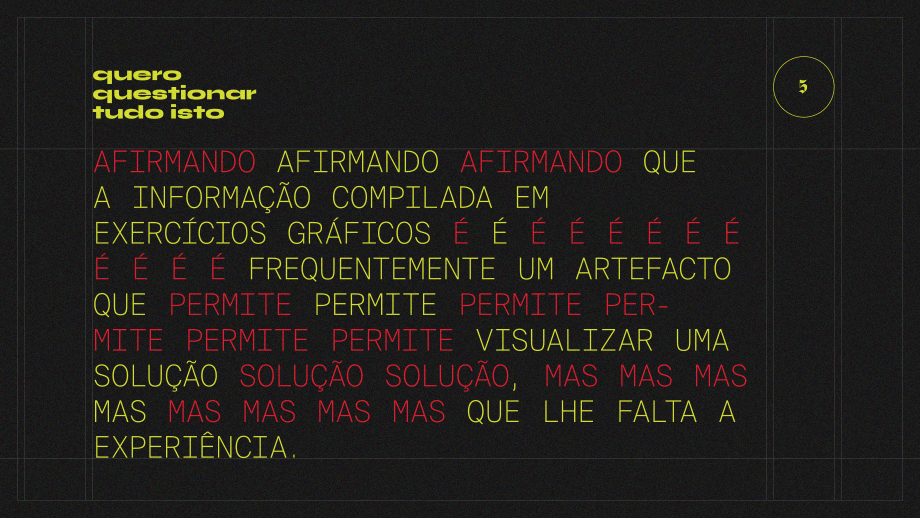 quero
questionar
tudo isto
5
AFIRMANDO AFIRMANDO AFIRMANDO QUE
A INFORMAÇÃO COMPILADA EM
EXERCÍCIOS GRÁFICOS É É É É É É É É
É É É É FREQUENTEMENTE UM ARTEFACTO
QUE PERMITE PERMITE PERMITE PER-
MITE PERMITE PERMITE VISUALIZAR UMA
SOLUÇÃO SOLUÇÃO SOLUÇÃO, MAS MAS MAS
MAS MAS MAS MAS MAS QUE LHE FALTA A
EXPERIÊNCIA.